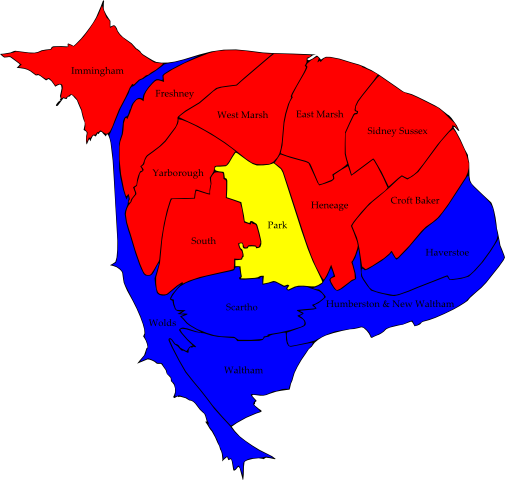 Immingham
Freshney
West Marsh
East Marsh
Sidney Sussex
Yarborough
Heneage
Croft Baker
South
Park
Haverstoe
Scartho
Humberston & New Waltham
Wolds
Waltham